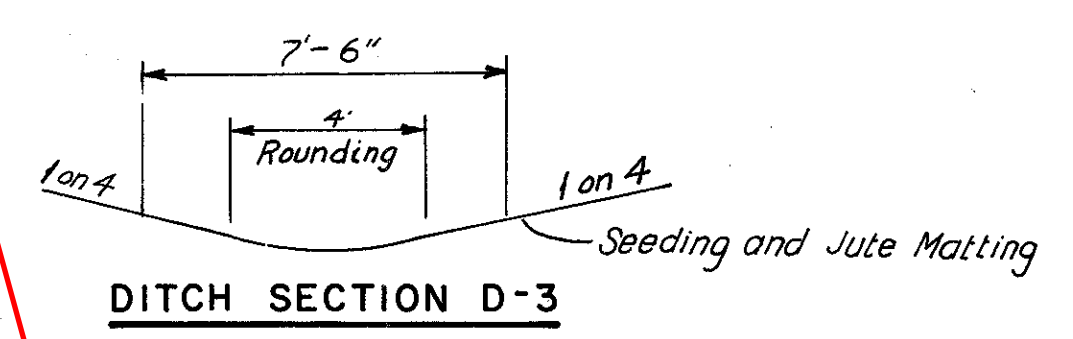 7'-6"
4'
Rounding
1 on 4
1 on 4
Seeding and Jute Matting
DITCH SECTION D-3